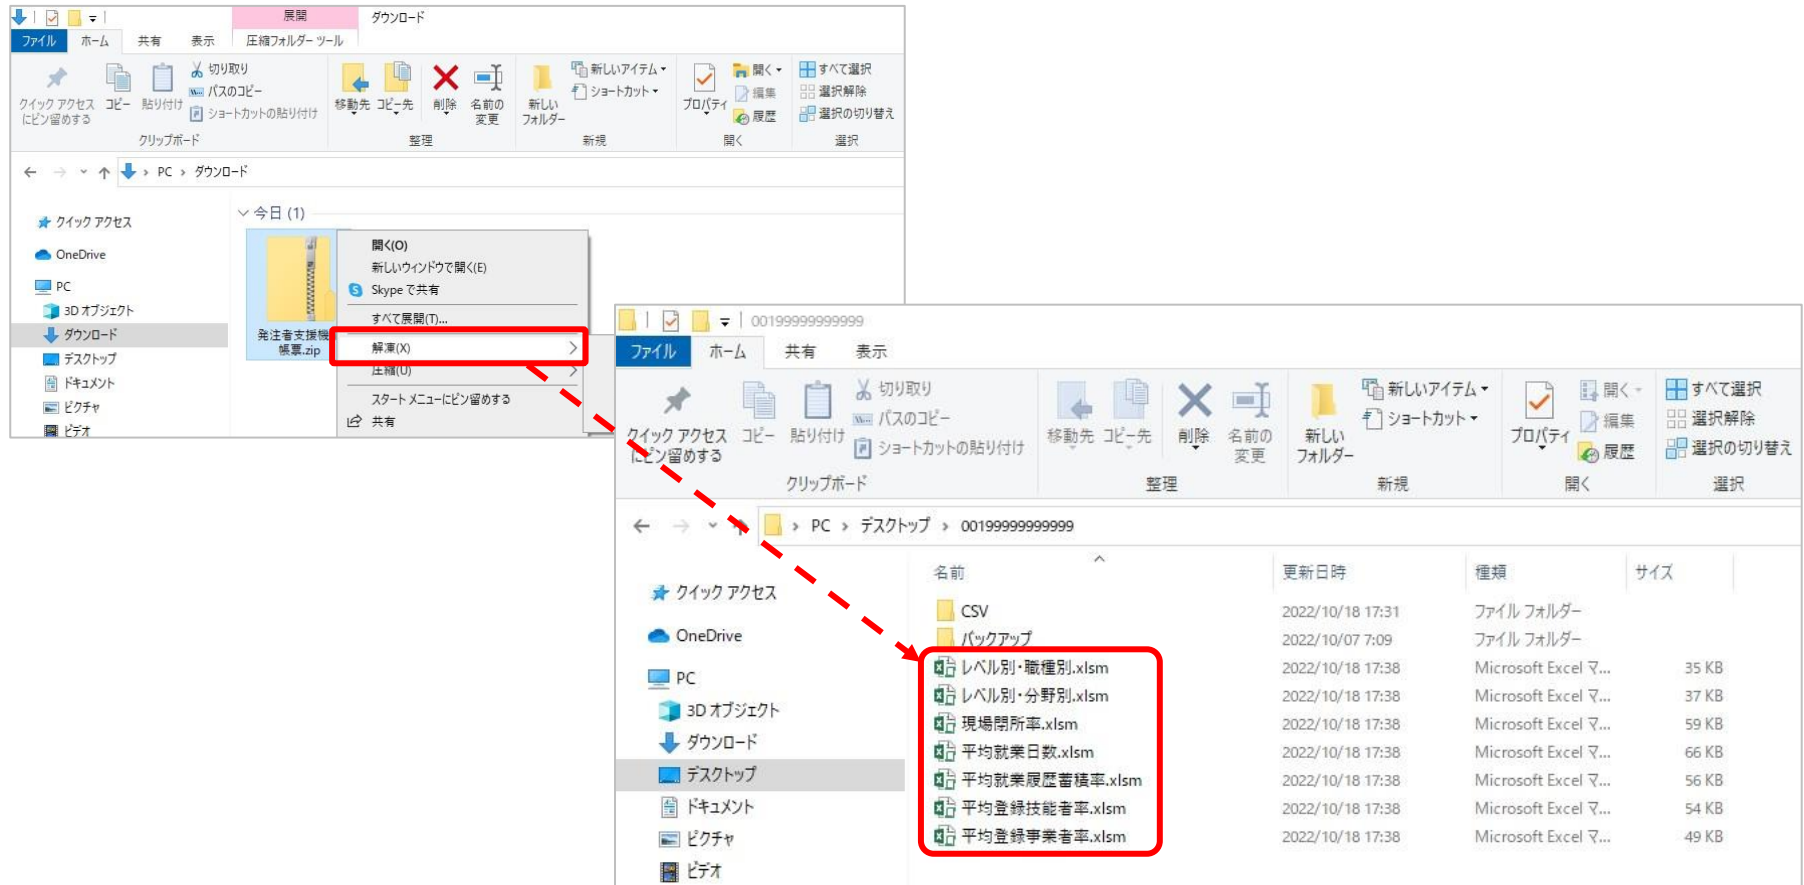 展開
ダウンロード
ファイル
ホーム
共有
表示
圧縮フォルダー ツール
クイック アクセス
にピン留めする
コピー
貼り付け
切り取り
パスのコピー
ショートカットの貼り付け
移動先
コピー先
削除
名前の
変更
新しい
フォルダー
新しいアイテム
ショートカット
プロパティ
開く
編集
履歴
すべて選択
選択解除
選択の切り替え
クリップボード
整理
新規
開く
選択
PC
ダウンロード
クイック アクセス
OneDrive
PC
3D オブジェクト
ダウンロード
デスクトップ
ドキュメント
ピクチャ
ビデオ
今日 (1)
発注者支援機
帳票.zip
開く(O)
新しいウィンドウで開く(E)
Skype で共有
すべて展開(T)...
解凍(X)
圧縮(U)
スタート メニューにピン留めする
共有
00199999999999
ファイル
ホーム
共有
表示
クイック アクセス
にピン留めする
コピー
貼り付け
切り取り
パスのコピー
ショートカットの貼り付け
移動先
コピー先
削除
名前の
変更
新しい
フォルダー
新しいアイテム
ショートカット
プロパティ
開く
編集
履歴
すべて選択
選択解除
選択の切り替え
クリップボード
整理
新規
開く
選択
PC
デスクトップ
00199999999999
クイック アクセス
OneDrive
PC
3D オブジェクト
ダウンロード
デスクトップ
ドキュメント
ピクチャ
ビデオ
名前 更新日時 種類 サイズ
CSV 2022/10/18 17:31 ファイル フォルダー
バックアップ 2022/10/07 7:09 ファイル フォルダー
レベル別・職種別.xlsm 2022/10/18 17:38 Microsoft Excel マ... 35 KB
レベル別・分野別.xlsm 2022/10/18 17:38 Microsoft Excel マ... 37 KB
現場閉所率.xlsm 2022/10/18 17:38 Microsoft Excel マ... 59 KB
平均就業日数.xlsm 2022/10/18 17:38 Microsoft Excel マ... 66 KB
平均就業履歴蓄積率.xlsm 2022/10/18 17:38 Microsoft Excel マ... 56 KB
平均登録技能者率.xlsm 2022/10/18 17:38 Microsoft Excel マ... 54 KB
平均登録事業者率.xlsm 2022/10/18 17:38 Microsoft Excel マ... 49 KB